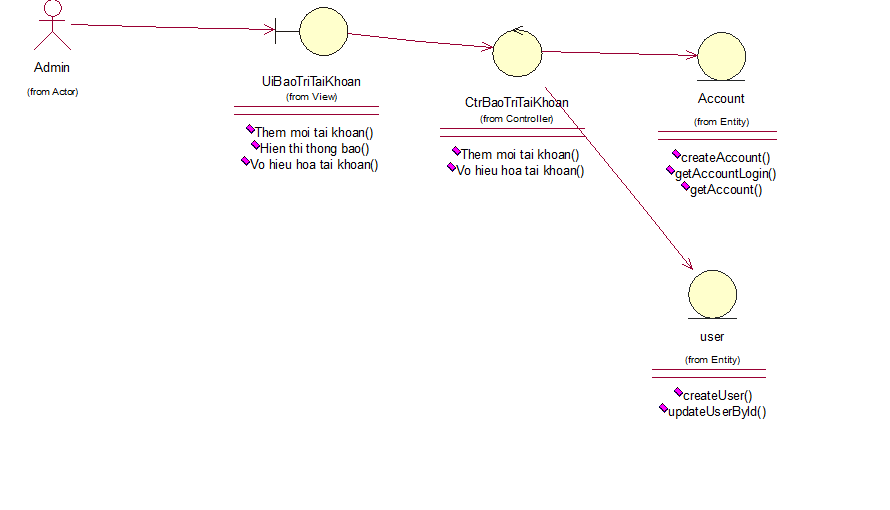 Admin
(from Actor)
UiBaoTriTaiKhoan
(from View)
Them moi tai khoan()
Hien thi thong bao()
Vo hieu hoa tai khoan()
CtrBaoTriTaiKhoan
(from Controller)
Them moi tai khoan()
Vo hieu hoa tai khoan()
Account
(from Entity)
createAccount()
getAccountLogin()
getAccount()
user
(from Entity)
createUser()
updateUserById()